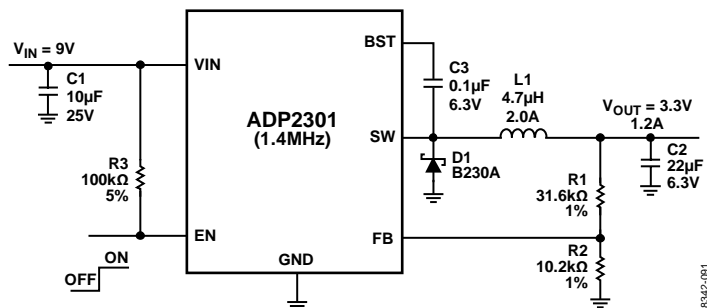 V_IN = 9V
C1
10µF
25V
R3
100kΩ
5%
ON
OFF
VIN
EN
ADP2301
(1.4MHz)
GND
BST
SW
FB
C3
0.1µF
6.3V
L1
4.7µH
2.0A
D1
B230A
V_OUT = 3.3V
1.2A
C2
22µF
6.3V
R1
31.6kΩ
1%
R2
10.2kΩ
1%